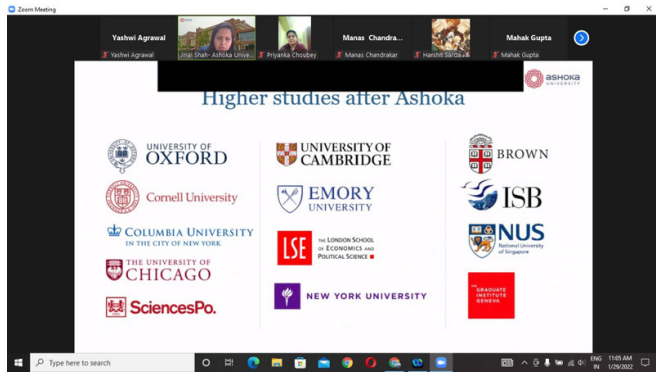 Zoom Meeting
Yashwi Agrawal
Manas Chandra...
Mahak Gupta
Yashwi Agrawal
Jinal Shah- Ashoka Unive...
Priyanka Choubey
Manas Chandrakar
Harshit Sarda
Mahak Gupta
ASHOKA
UNIVERSITY
Higher studies after Ashoka
UNIVERSITY OF
OXFORD
UNIVERSITY OF
CAMBRIDGE
BROWN
Cornell University
EMORY
UNIVERSITY
ISB
COLUMBIA UNIVERSITY
IN THE CITY OF NEW YORK
LSE
THE LONDON SCHOOL
OF ECONOMICS AND
POLITICAL SCIENCE
NUS
National University
of Singapore
THE UNIVERSITY OF
CHICAGO
SciencesPo.
NEW YORK UNIVERSITY
THE
GRADUATE
INSTITUTE
GENEVA
Type here to search
ENG
IN
11:05 AM
1/29/2022